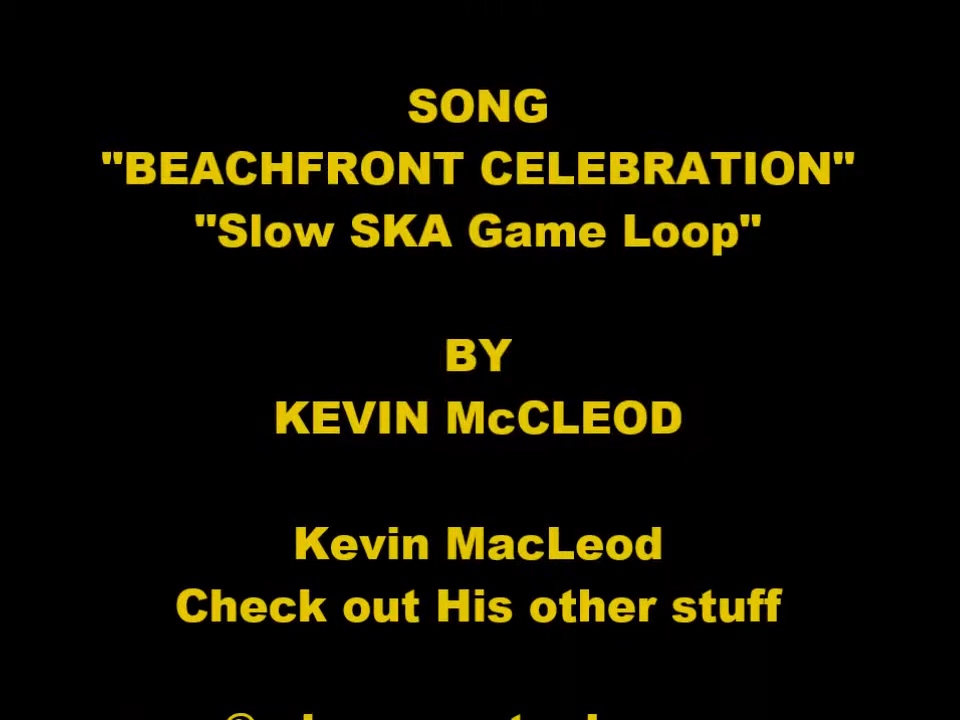 SONG
"BEACHFRONT CELEBRATION"
"Slow SKA Game Loop"
BY
KEVIN McCLEOD
Kevin MacLeod
Check out His other stuff